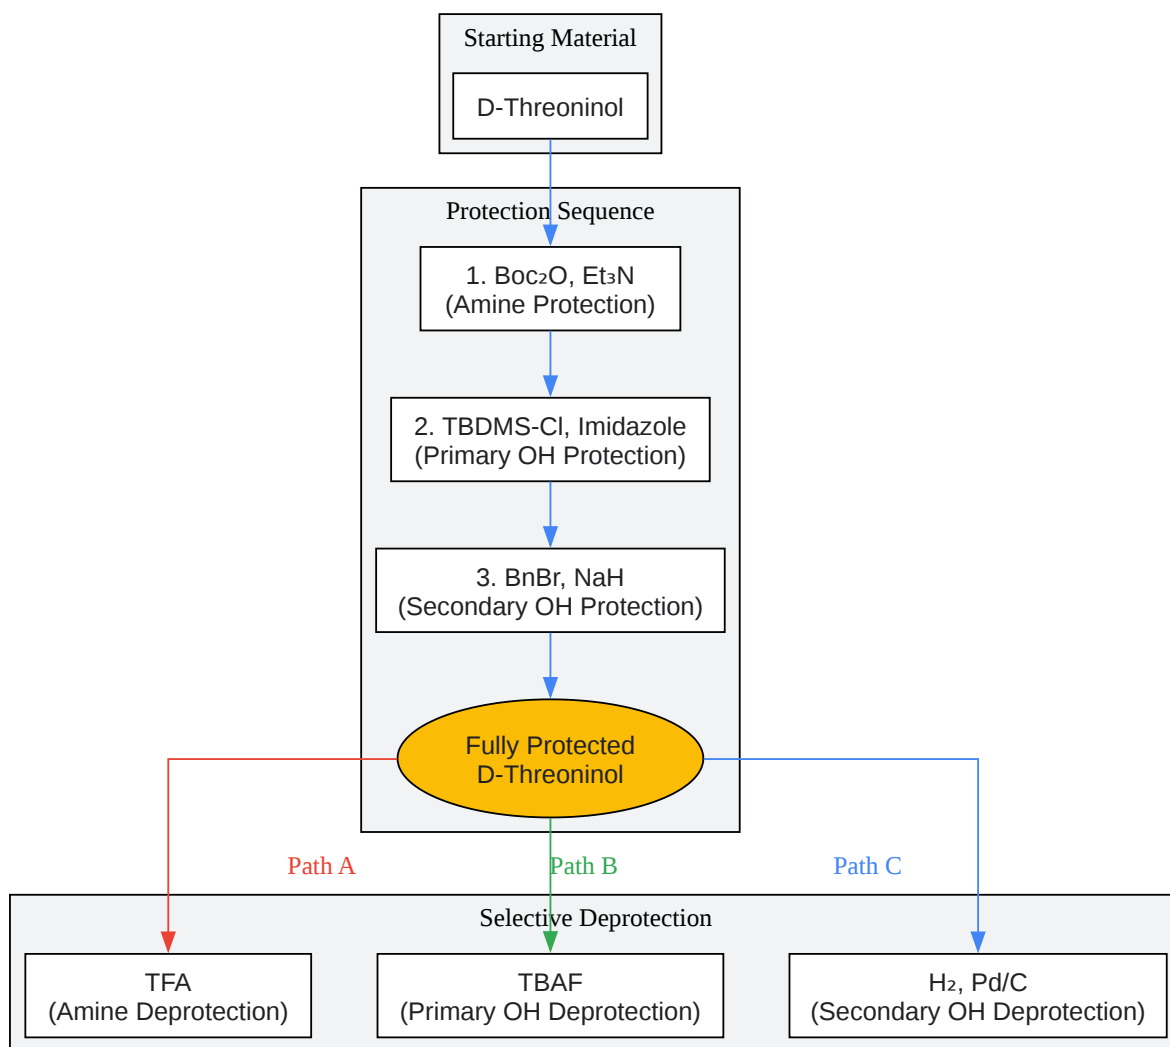 Starting Material
D-Threoninol
Protection Sequence
1. Boc₂O, Et₃N
(Amine Protection)
2. TBDMS-Cl, Imidazole
(Primary OH Protection)
3. BnBr, NaH
(Secondary OH Protection)
Fully Protected
D-Threoninol
Path A
Path B
Path C
Selective Deprotection
TFA
(Amine Deprotection)
TBAF
(Primary OH Deprotection)
H₂, Pd/C
(Secondary OH Deprotection)